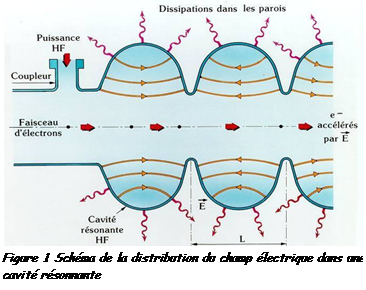 Dissipations dans les parois
Puissance
HF
Coupleur
Faisceau
d'électrons
e−
accélérés
par E
Cavité
résonante
HF
E
L
Figure 1 Schéma de la distribution du champ électrique dans une
cavité résonnante